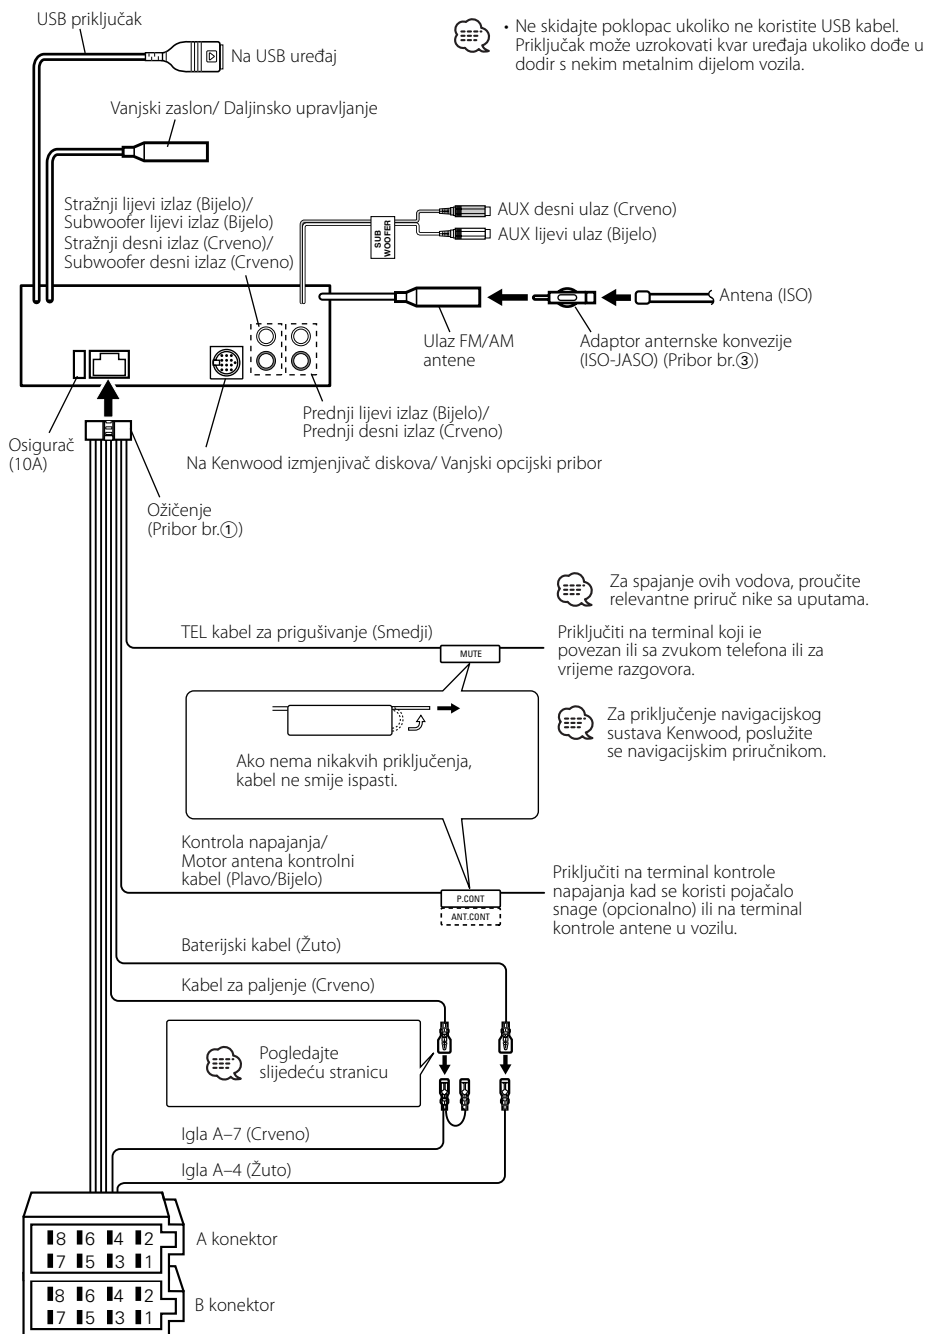 USB priključak
Na USB uređaj
• Ne skidajte poklopac ukoliko ne koristite USB kabel.
Priključak može uzrokovati kvar uređaja ukoliko dođe u
dodir s nekim metalnim dijelom vozila.
Vanjski zaslon/ Daljinsko upravljanje
Stražnji lijevi izlaz (Bijelo)/
Subwoofer lijevi izlaz (Bijelo)
Stražnji desni izlaz (Crveno)/
Subwoofer desni izlaz (Crveno)
SUB
WOOFER
AUX desni ulaz (Crveno)
AUX lijevi ulaz (Bijelo)
Antena (ISO)
Ulaz FM/AM
antene
Adaptor anternske konvezije
(ISO-JASO) (Pribor br.③)
Prednji lijevi izlaz (Bijelo)/
Prednji desni izlaz (Crveno)
Osigurač
(10A)
Na Kenwood izmjenjivač diskova/ Vanjski opcijski pribor
Ožičenje
(Pribor br.①)
Za spajanje ovih vodova, proučite
relevantne priruč nike sa uputama.
TEL kabel za prigušivanje (Smedji)
MUTE
Priključiti na terminal koji ie
povezan ili sa zvukom telefona ili za
vrijeme razgovora.
Za priključenje navigacijskog
sustava Kenwood, poslužite
se navigacijskim priručnikom.
Ako nema nikakvih priključenja,
kabel ne smije ispasti.
Kontrola napajanja/
Motor antena kontrolni
kabel (Plavo/Bijelo)
P.CONT
ANT.CONT
Priključiti na terminal kontrole
napajanja kad se koristi pojačalo
snage (opcionalno) ili na terminal
kontrole antene u vozilu.
Baterijski kabel (Žuto)
Kabel za paljenje (Crveno)
Pogledajte
slijedeću stranicu
Igla A–7 (Crveno)
Igla A–4 (Žuto)
8 6 4 2
7 5 3 1
A konektor
8 6 4 2
7 5 3 1
B konektor